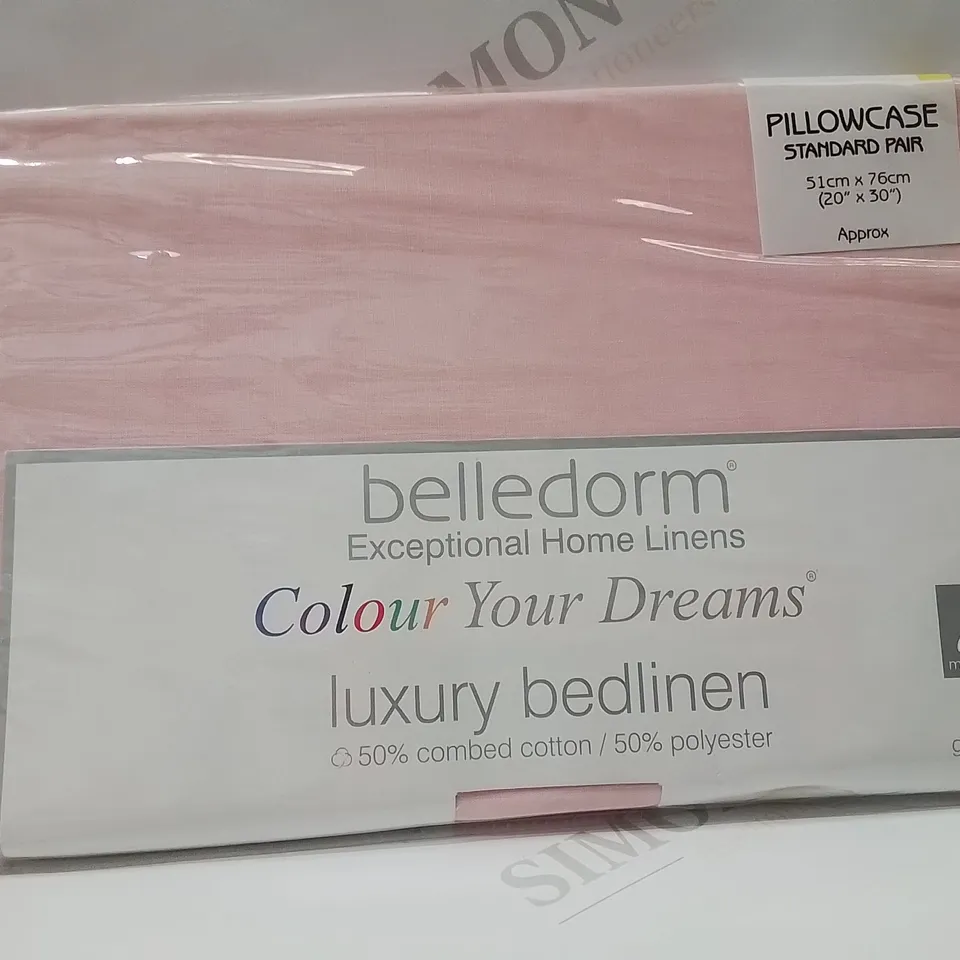 PILLOWCASE
STANDARD PAIR
51cm x 76cm
(20" x 30")
Approx
belledorm®
Exceptional Home Linens
Colour Your Dreams®
luxury bedlinen
50% combed cotton / 50% polyester